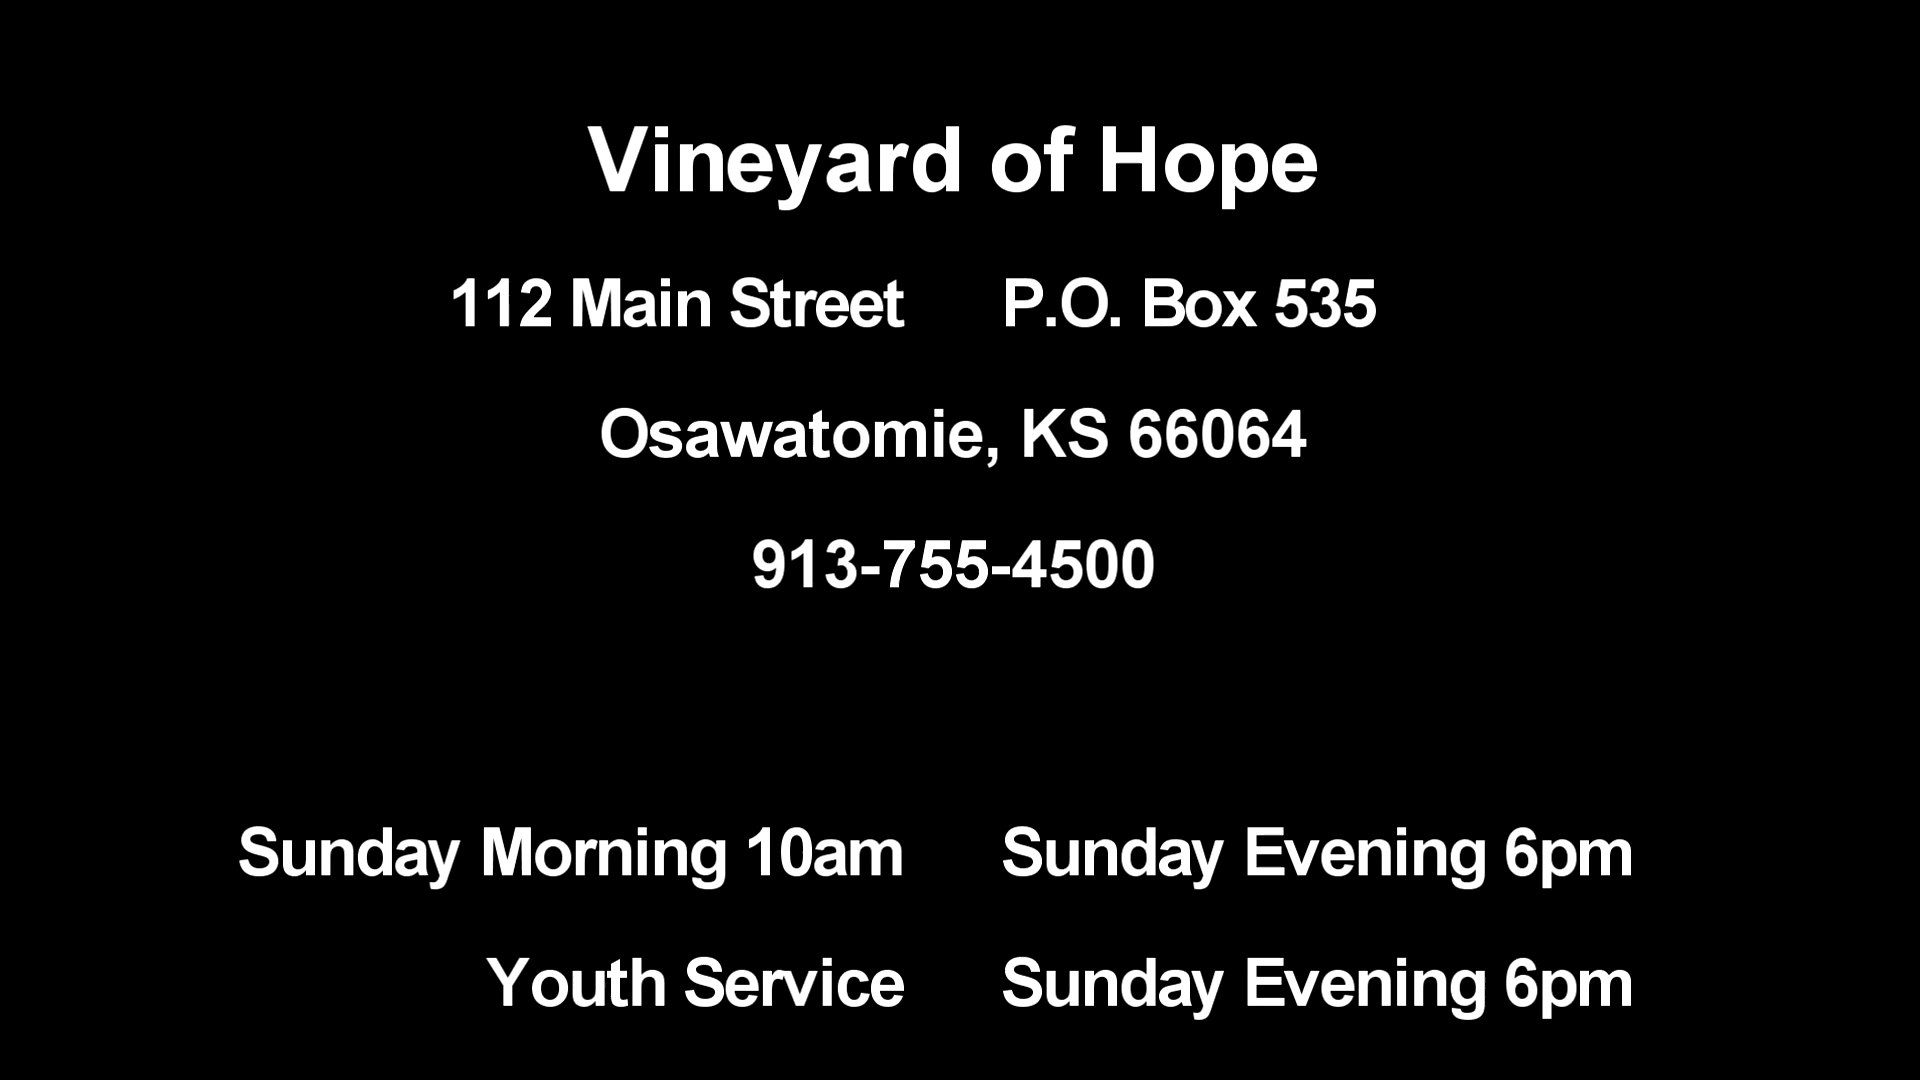 Vineyard of Hope
112 Main Street P.O. Box 535
Osawatomie, KS 66064
913-755-4500
Sunday Morning 10am Sunday Evening 6pm
Youth Service Sunday Evening 6pm